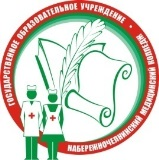 ГОСУДАРСТВЕННОЕ ОБРАЗОВАТЕЛЬНОЕ УЧРЕЖДЕНИЕ •
НАБЕРЕЖНОЧЕЛНИНСКИЙ МЕДИЦИНСКИЙ КОЛЛЕДЖ •